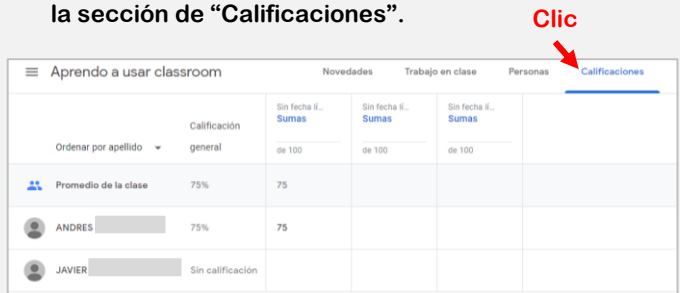 la sección de “Calificaciones”.
Clic
Aprendo a usar classroom Novedades Trabajo en clase Personas Calificaciones
Sin fecha lí... Sin fecha lí... Sin fecha lí...
Sumas Sumas Sumas
Calificación
Ordenar por apellido general de 100 de 100 de 100
Promedio de la clase 75% 75
ANDRES 75% 75
JAVIER Sin calificación